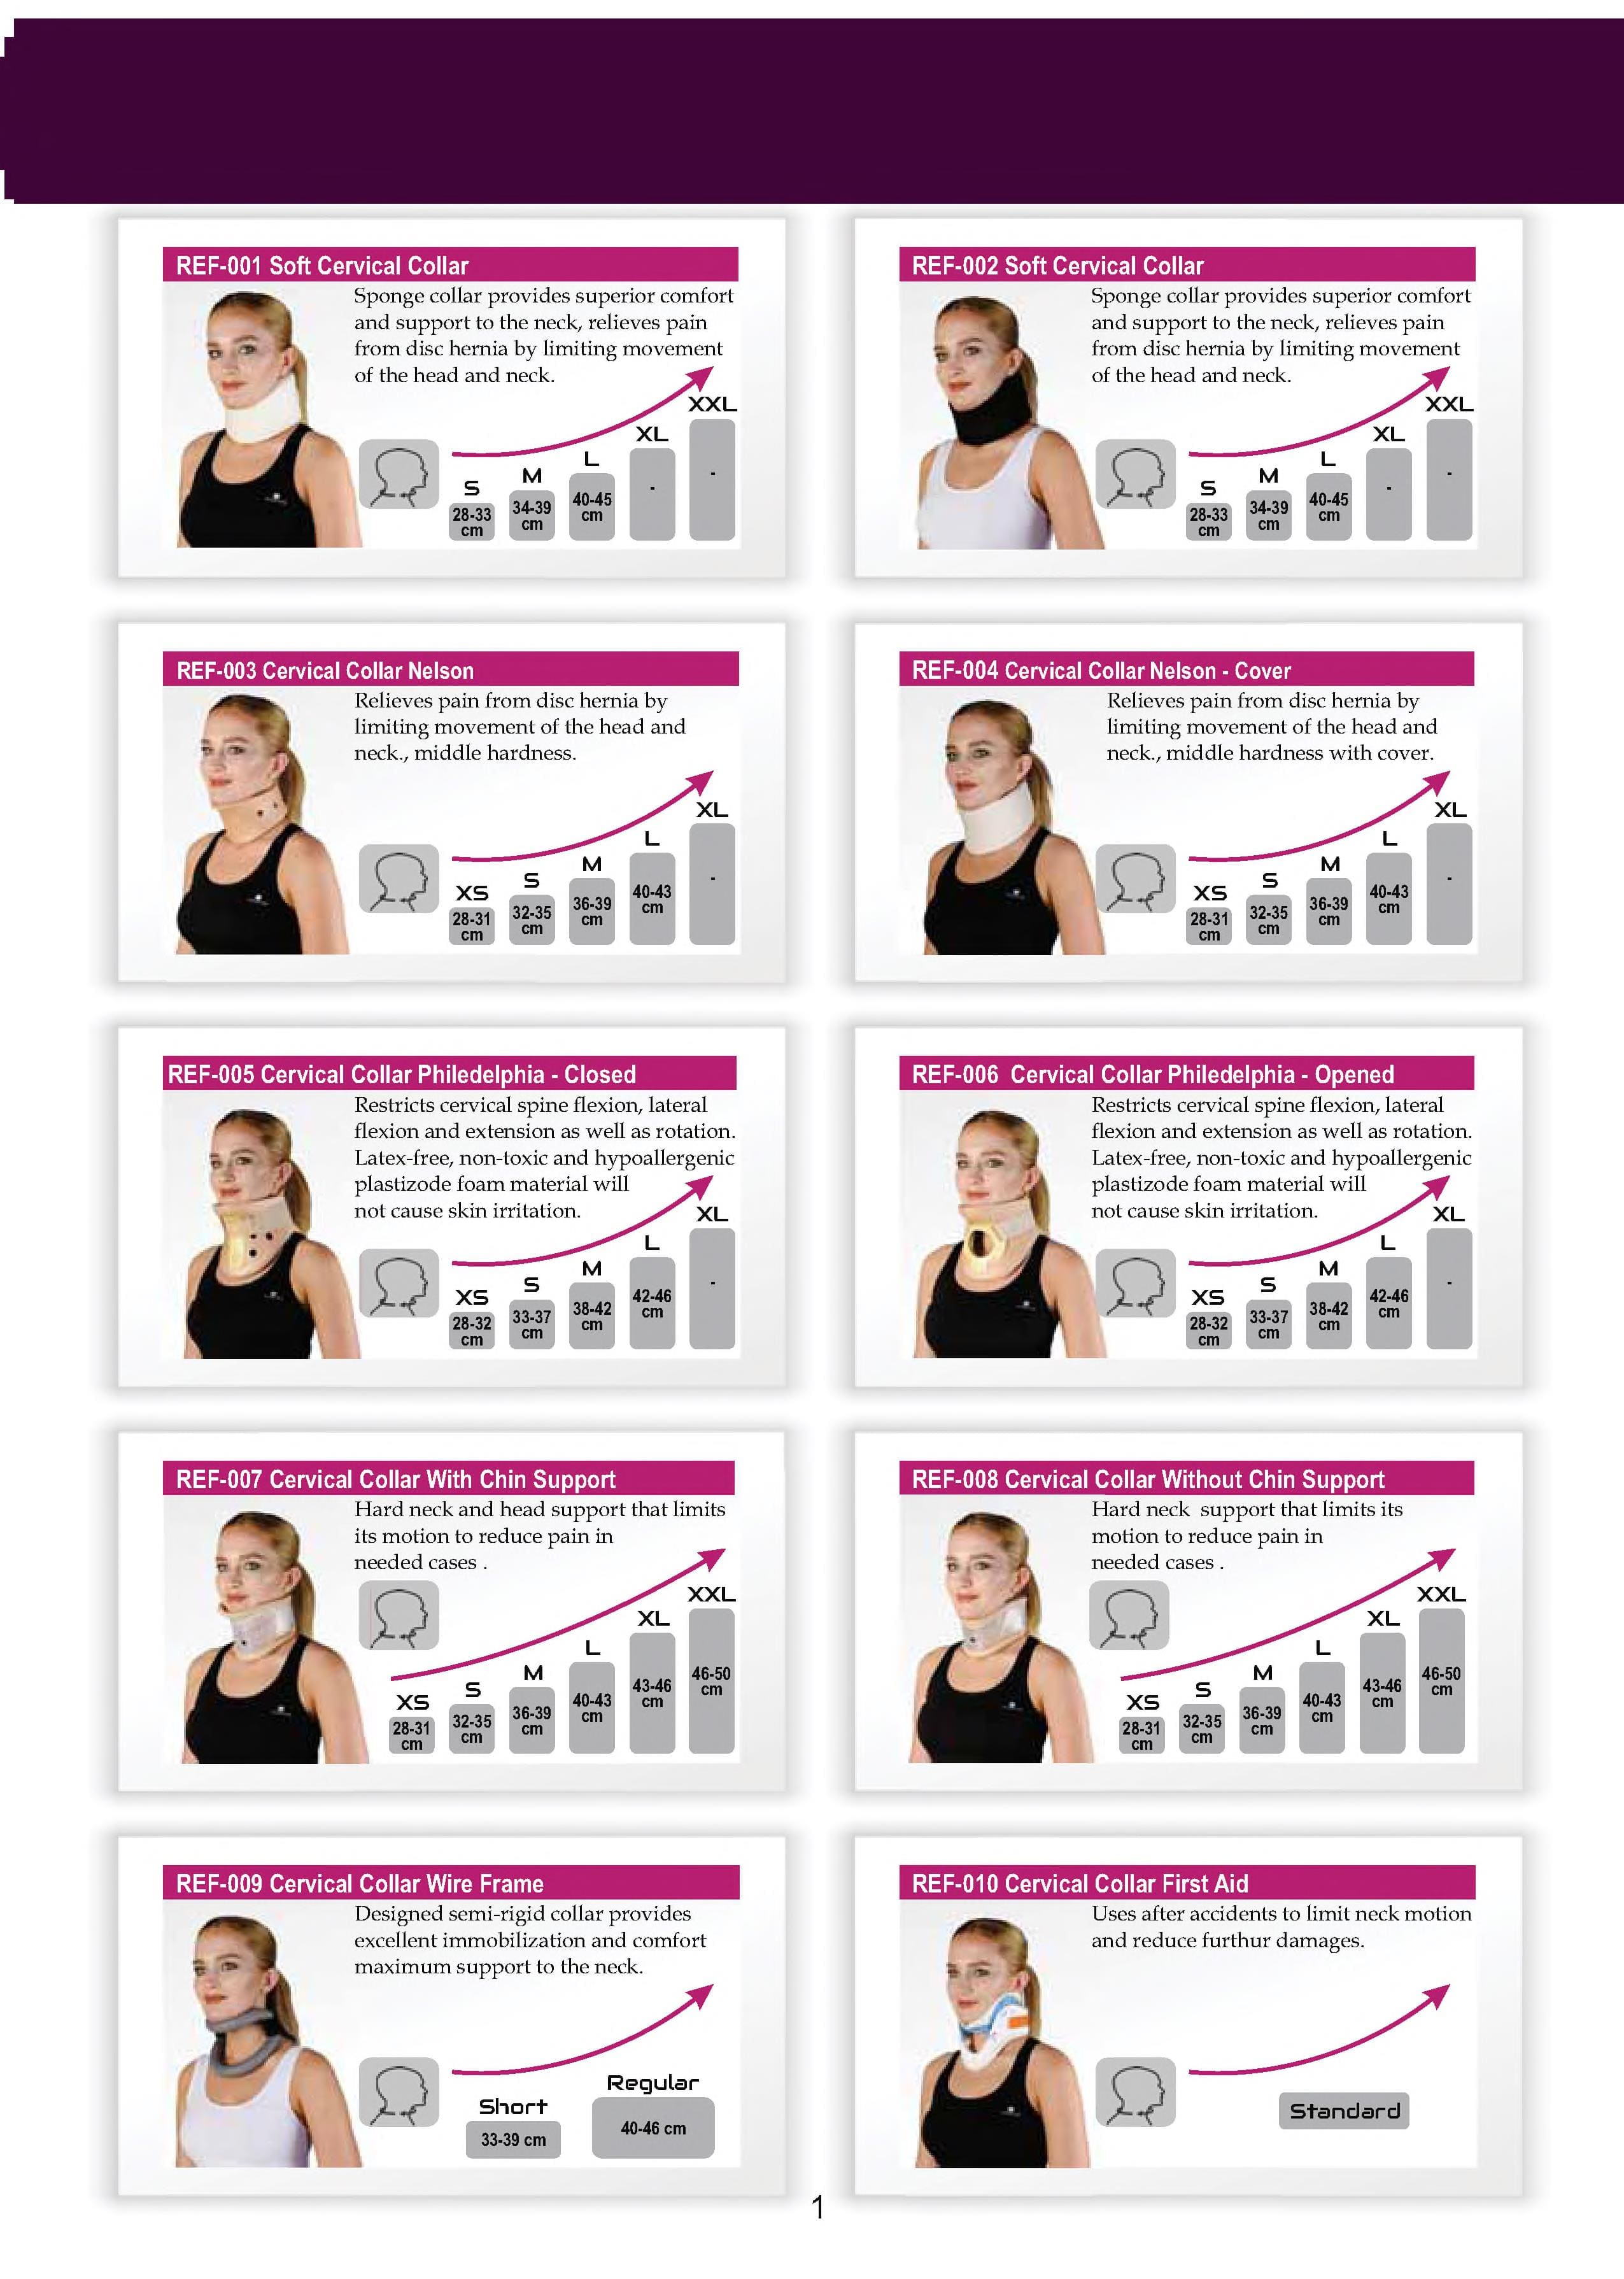 REF-001 Soft Cervical Collar
Sponge collar provides superior comfort
and support to the neck, relieves pain
from disc hernia by limiting movement
of the head and neck.
S
M
L
XL
XXL
28-33
cm
34-39
cm
40-45
cm
-
-
REF-002 Soft Cervical Collar
Sponge collar provides superior comfort
and support to the neck, relieves pain
from disc hernia by limiting movement
of the head and neck.
S
M
L
XL
XXL
28-33
cm
34-39
cm
40-45
cm
-
-
REF-003 Cervical Collar Nelson
Relieves pain from disc hernia by
limiting movement of the head and
neck., middle hardness.
XS
S
M
L
XL
28-31
cm
32-35
cm
36-39
cm
40-43
cm
-
REF-004 Cervical Collar Nelson - Cover
Relieves pain from disc hernia by
limiting movement of the head and
neck., middle hardness with cover.
XS
S
M
L
XL
28-31
cm
32-35
cm
36-39
cm
40-43
cm
-
REF-005 Cervical Collar Philedelphia - Closed
Restricts cervical spine flexion, lateral
flexion and extension as well as rotation.
Latex-free, non-toxic and hypoallergenic
plastizode foam material will
not cause skin irritation.
XS
S
M
L
XL
28-32
cm
33-37
cm
38-42
cm
42-46
cm
-
REF-006 Cervical Collar Philedelphia - Opened
Restricts cervical spine flexion, lateral
flexion and extension as well as rotation.
Latex-free, non-toxic and hypoallergenic
plastizode foam material will
not cause skin irritation.
XS
S
M
L
XL
28-32
cm
33-37
cm
38-42
cm
42-46
cm
-
REF-007 Cervical Collar With Chin Support
Hard neck and head support that limits
its motion to reduce pain in
needed cases .
XS
S
M
L
XL
XXL
28-31
cm
32-35
cm
36-39
cm
40-43
cm
43-46
cm
46-50
cm
REF-008 Cervical Collar Without Chin Support
Hard neck support that limits its
motion to reduce pain in
needed cases .
XS
S
M
L
XL
XXL
28-31
cm
32-35
cm
36-39
cm
40-43
cm
43-46
cm
46-50
cm
REF-009 Cervical Collar Wire Frame
Designed semi-rigid collar provides
excellent immobilization and comfort
maximum support to the neck.
Short
33-39 cm
Regular
40-46 cm
REF-010 Cervical Collar First Aid
Uses after accidents to limit neck motion
and reduce furthur damages.
Standard
1